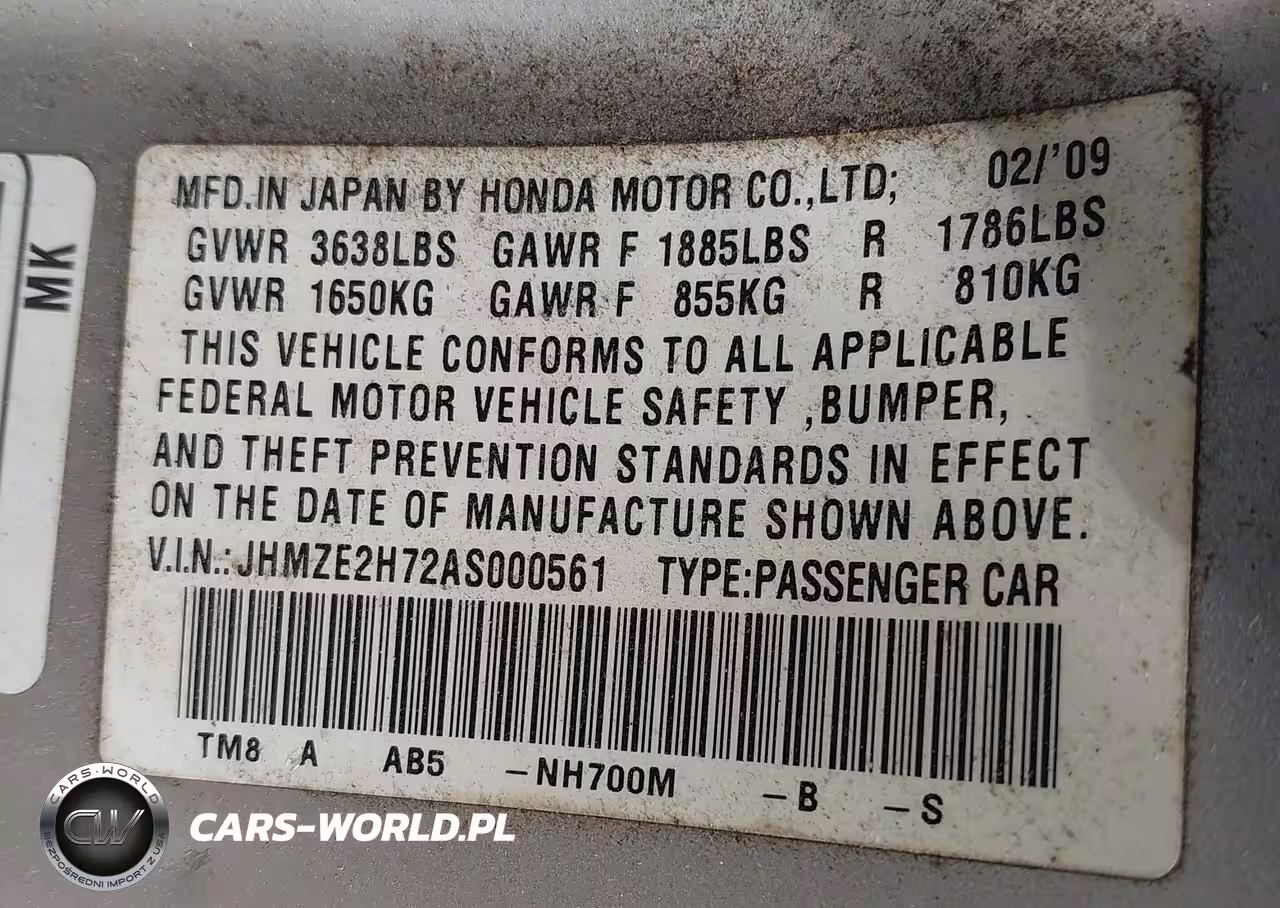 MFD.IN JAPAN BY HONDA MOTOR CO.,LTD; 02/'09
GVWR 3638LBS GAWR F 1885LBS R 1786LBS
GVWR 1650KG GAWR F 855KG R 810KG
THIS VEHICLE CONFORMS TO ALL APPLICABLE
FEDERAL MOTOR VEHICLE SAFETY ,BUMPER,
AND THEFT PREVENTION STANDARDS IN EFFECT
ON THE DATE OF MANUFACTURE SHOWN ABOVE.
V.I.N.: JHMZE2H72AS000561 TYPE:PASSENGER CAR
TM8 A AB5 -NH700M -B -S
MK
CARS-WORLD
CW
BEZPOŚREDNI IMPORT Z USA
CARS-WORLD.PL